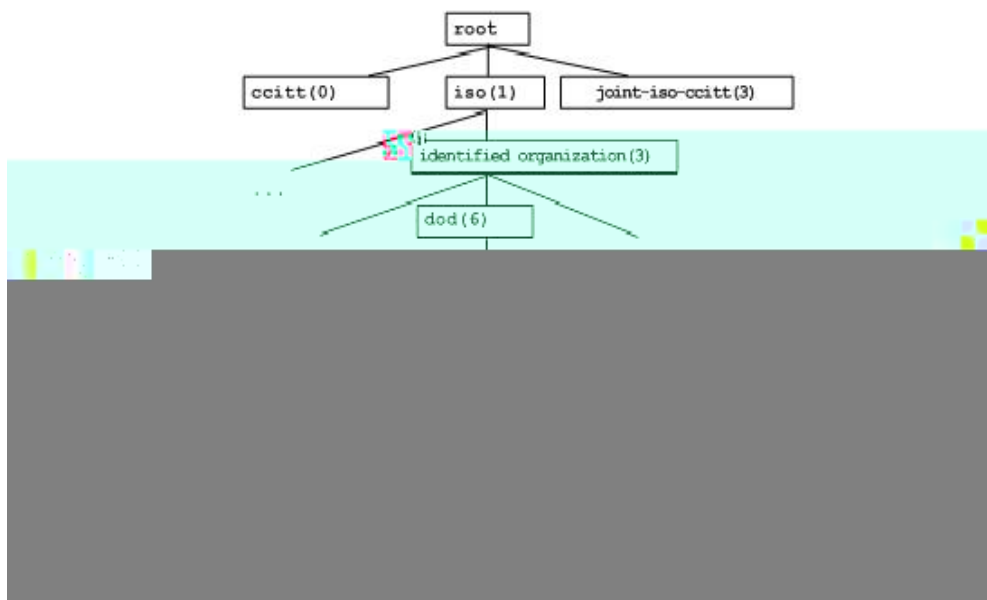 root
ccitt(0)
iso(1)
joint-iso-ccitt(3)
identified organization(3)
...
dod(6)